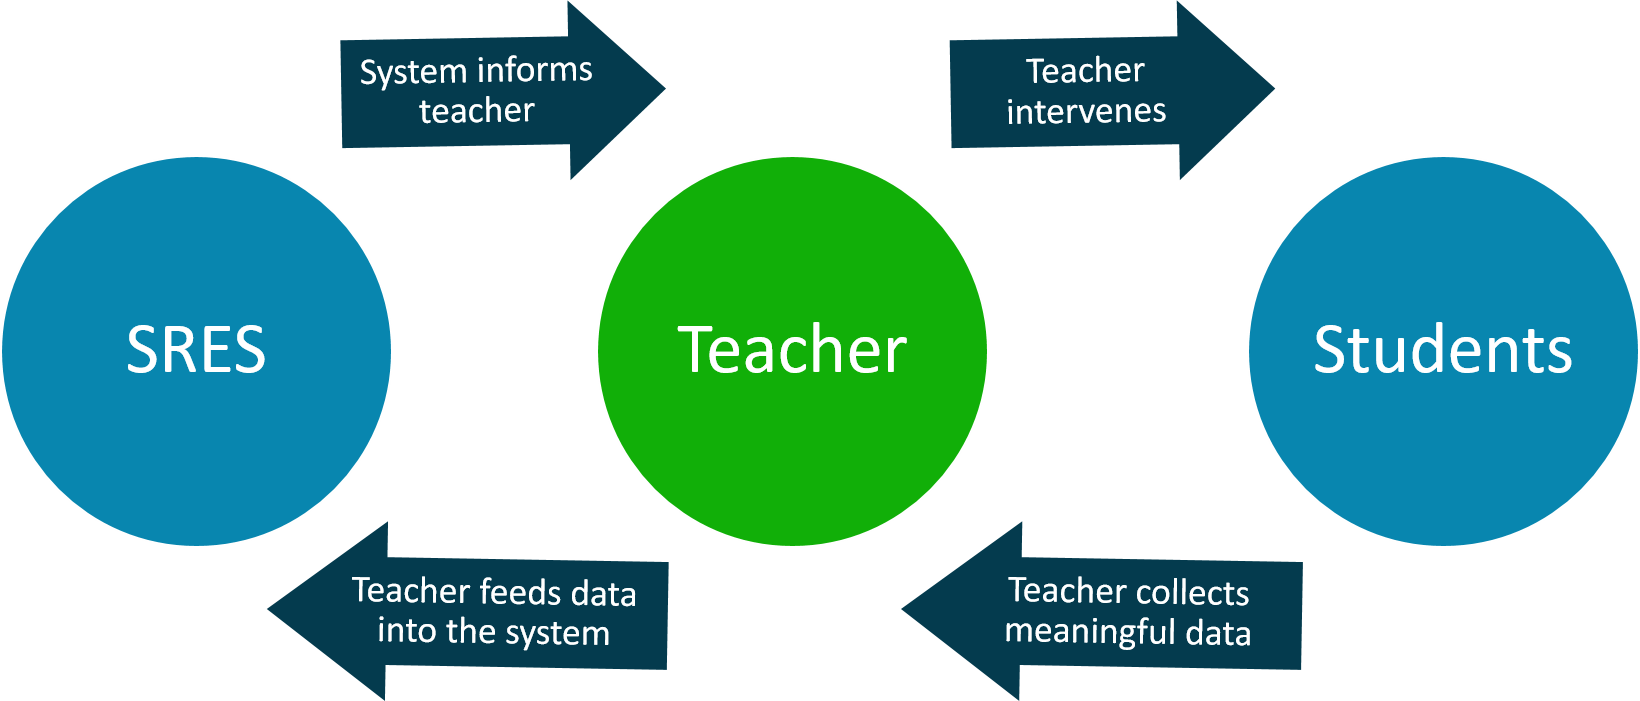 System informs
teacher
Teacher
intervenes
SRES
Teacher
Students
Teacher feeds data
into the system
Teacher collects
meaningful data